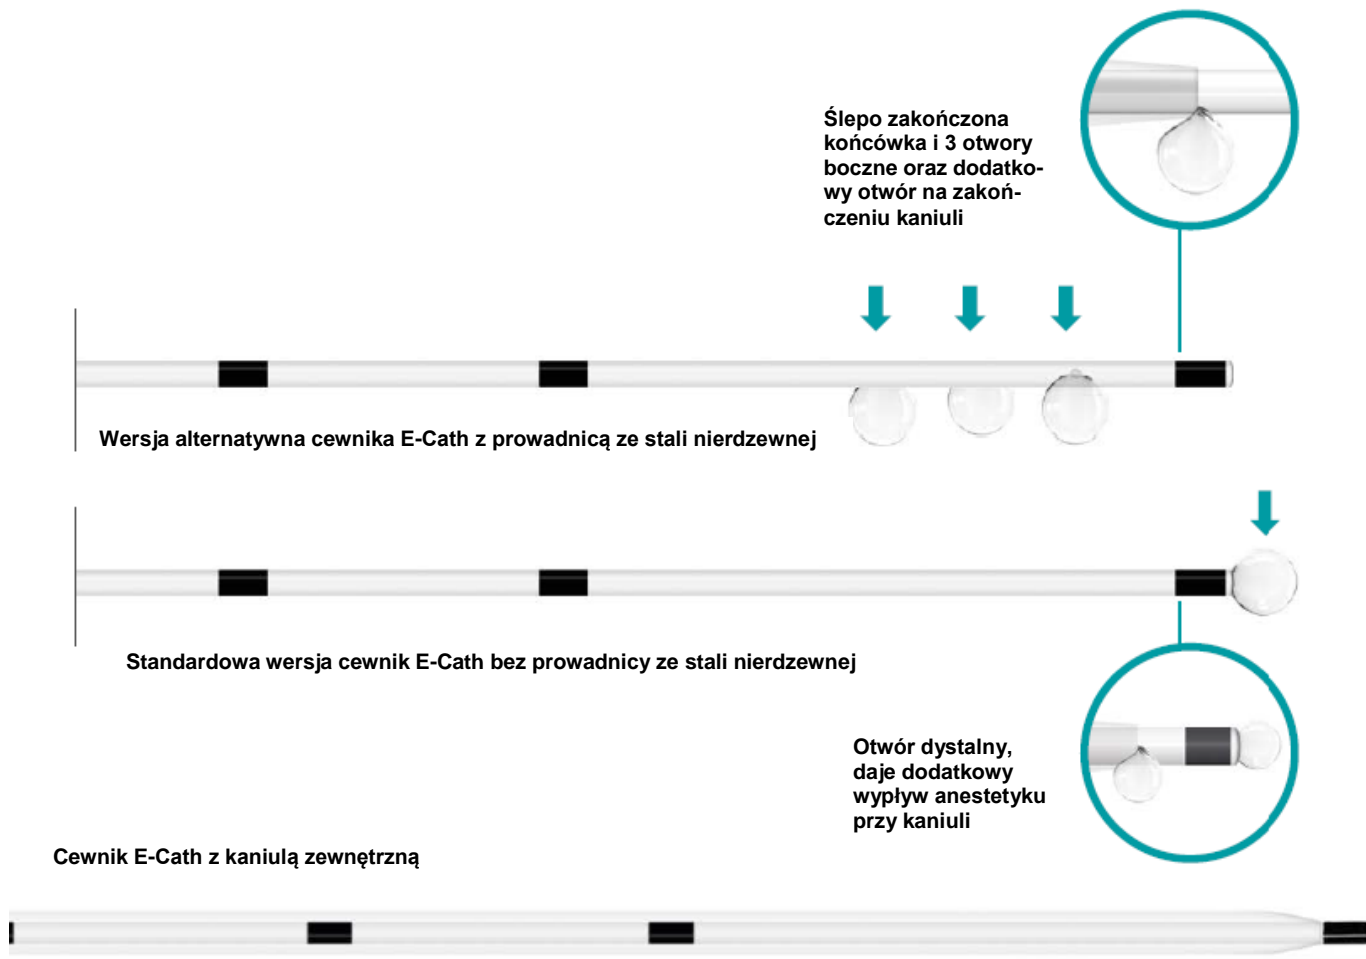 Ślepo zakończona
końcówka i 3 otwory
boczne oraz dodatko-
wy otwór na zakoń-
czeniu kaniuli
Wersja alternatywna cewnika E-Cath z prowadnicą ze stali nierdzewnej
Standardowa wersja cewnik E-Cath bez prowadnicy ze stali nierdzewnej
Otwór dystalny,
daje dodatkowy
wypływ anestetyku
przy kaniuli
Cewnik E-Cath z kaniulą zewnętrzną